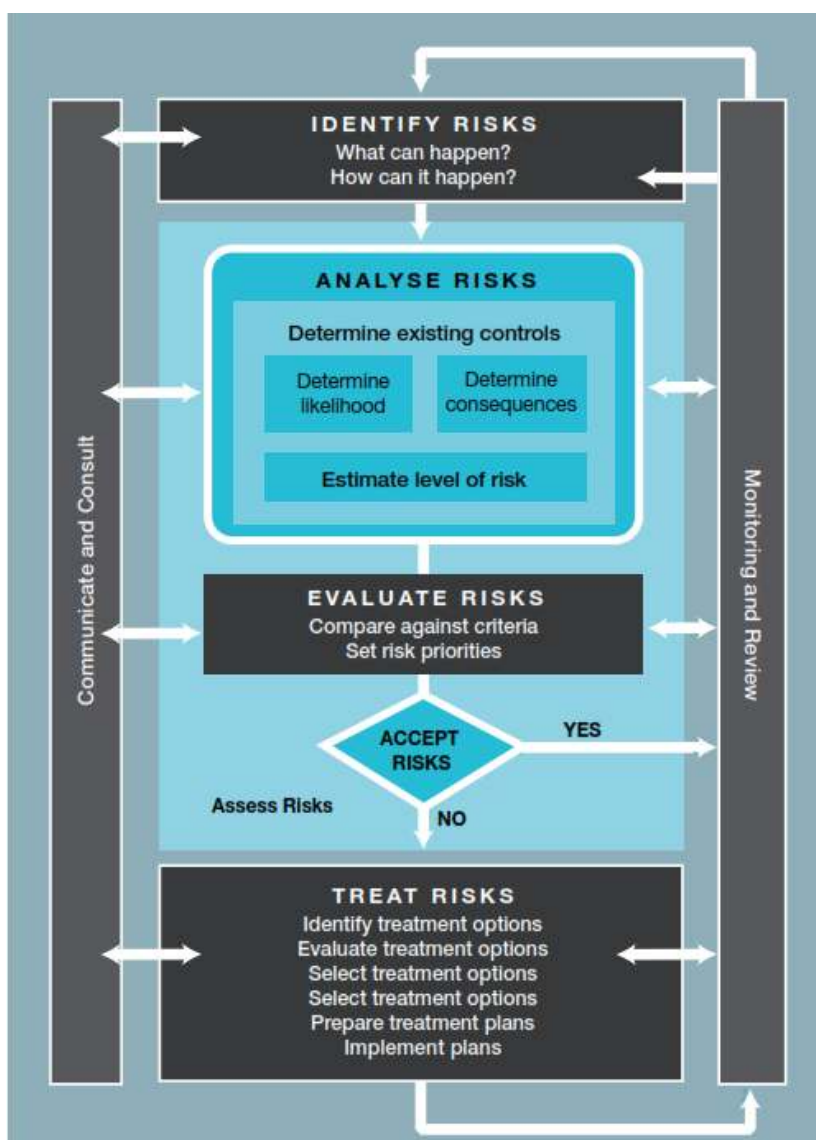 IDENTIFY RISKS
What can happen?
How can it happen?
ANALYSE RISKS
Determine existing controls
Determine
likelihood
Determine
consequences
Estimate level of risk
Communicate and Consult
Monitoring and Review
EVALUATE RISKS
Compare against criteria
Set risk priorities
ACCEPT
RISKS
YES
Assess Risks
NO
TREAT RISKS
Identify treatment options
Evaluate treatment options
Select treatment options
Select treatment options
Prepare treatment plans
Implement plans